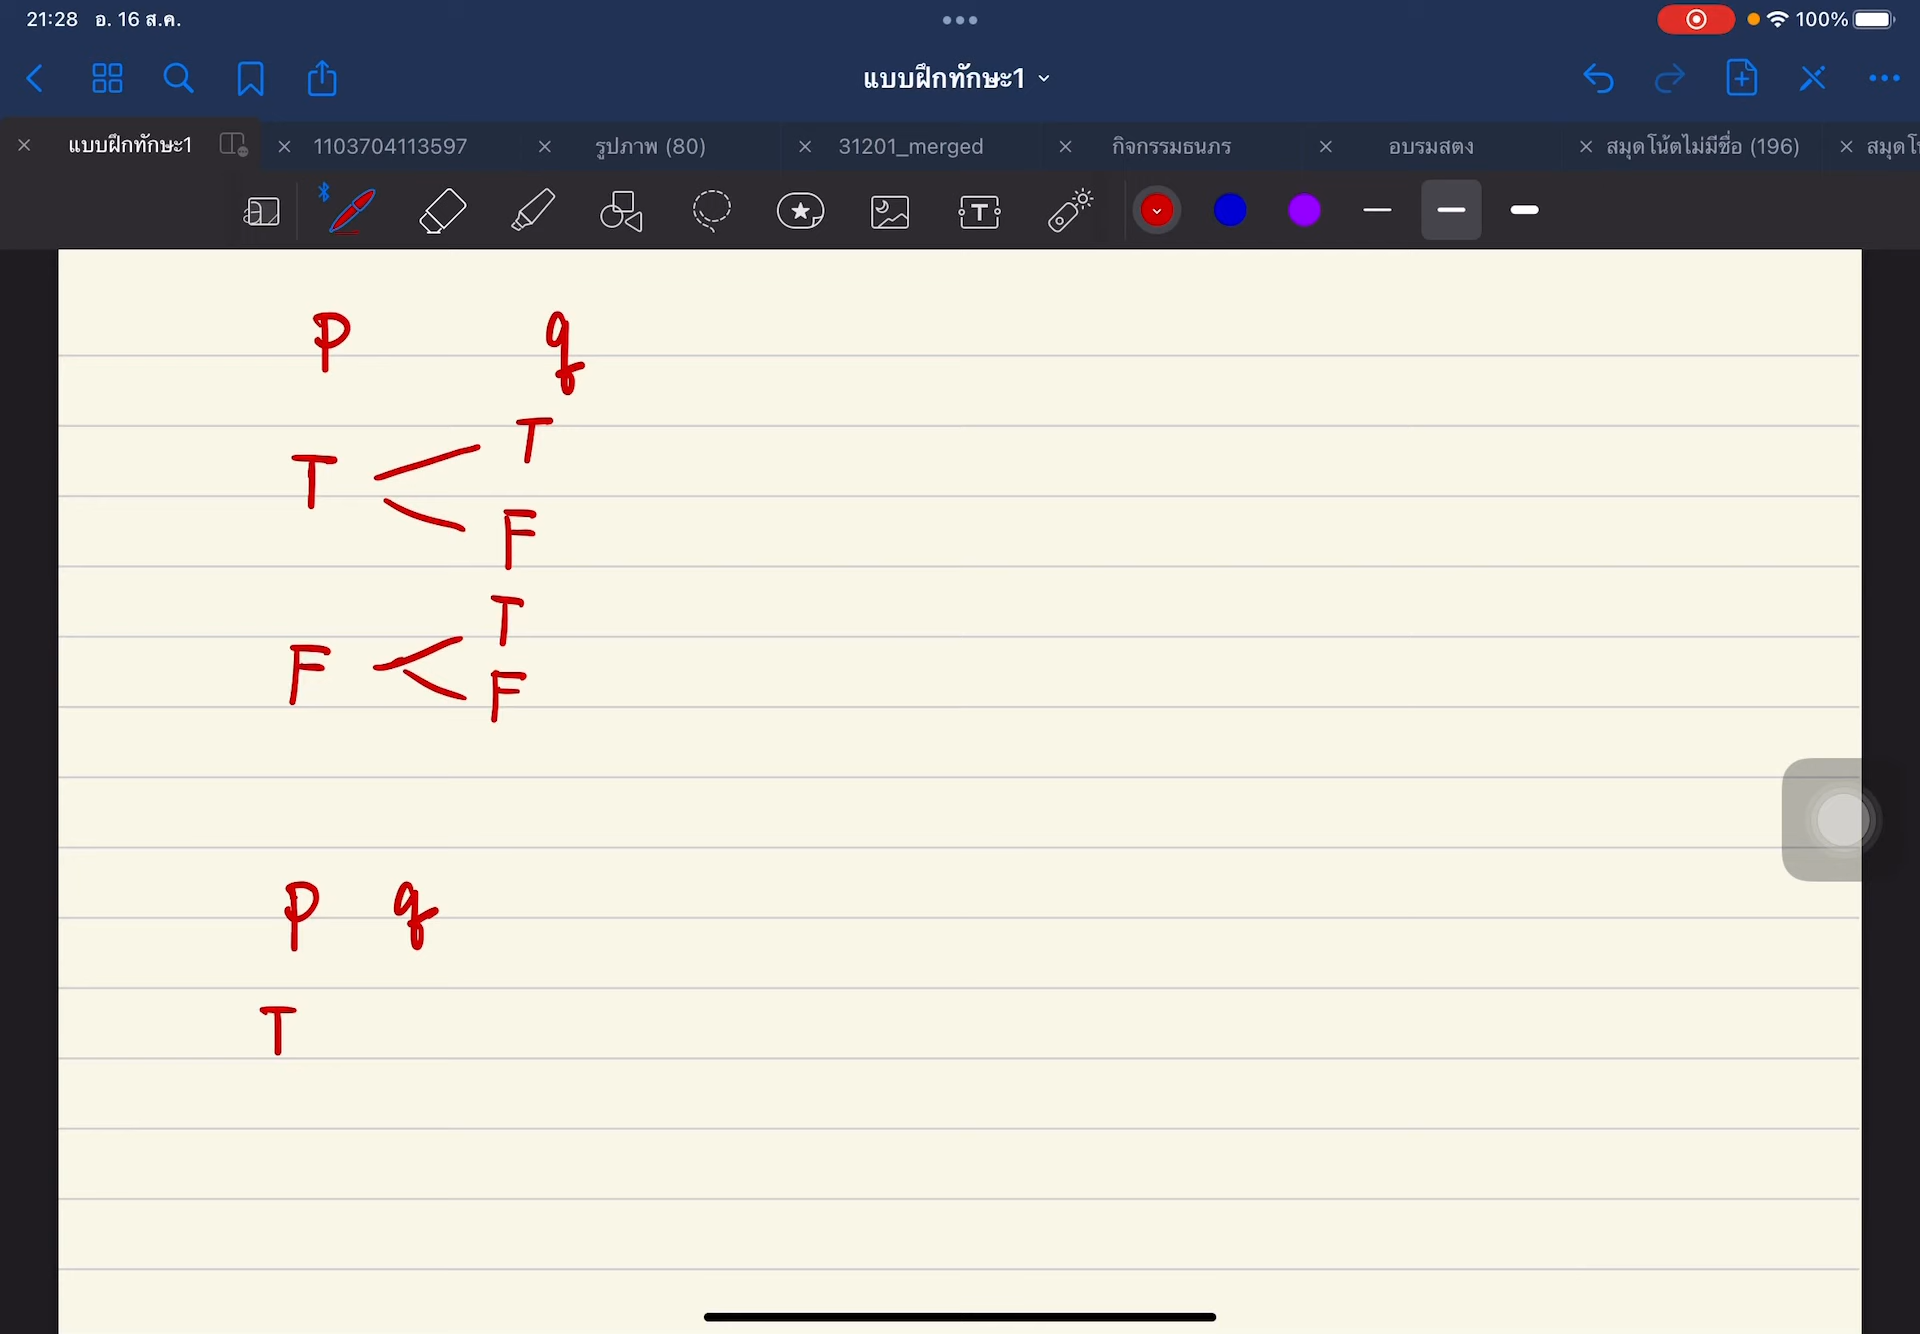 21:28 อ. 16 ส.ค. 100%
แบบฝึกทักษะ1
แบบฝึกทักษะ1 1103704113597 รูปภาพ (80) 31201_merged กิจกรรมธนภร อบรมสตง สมุดโน้ตไม่มีชื่อ (196)
P q
T
T
F
T
F
F
P q
T